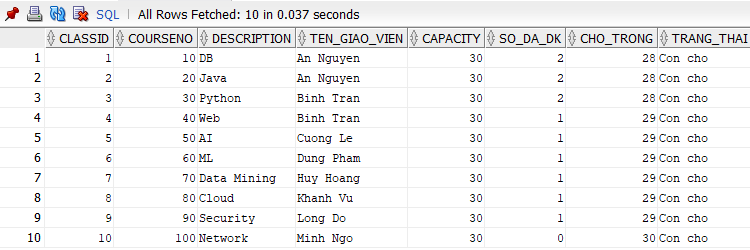 SQL | All Rows Fetched: 10 in 0.037 seconds
CLASSID COURSENO DESCRIPTION TEN_GIAO_VIEN CAPACITY SO_DA_DK CHO_TRONG TRANG_THAI
1 1 10 DB An Nguyen 30 2 28 Con cho
2 2 20 Java An Nguyen 30 2 28 Con cho
3 3 30 Python Binh Tran 30 2 28 Con cho
4 4 40 Web Binh Tran 30 1 29 Con cho
5 5 50 AI Cuong Le 30 1 29 Con cho
6 6 60 ML Dung Pham 30 1 29 Con cho
7 7 70 Data Mining Huy Hoang 30 1 29 Con cho
8 8 80 Cloud Khanh Vu 30 1 29 Con cho
9 9 90 Security Long Do 30 1 29 Con cho
10 10 100 Network Minh Ngo 30 0 30 Con cho